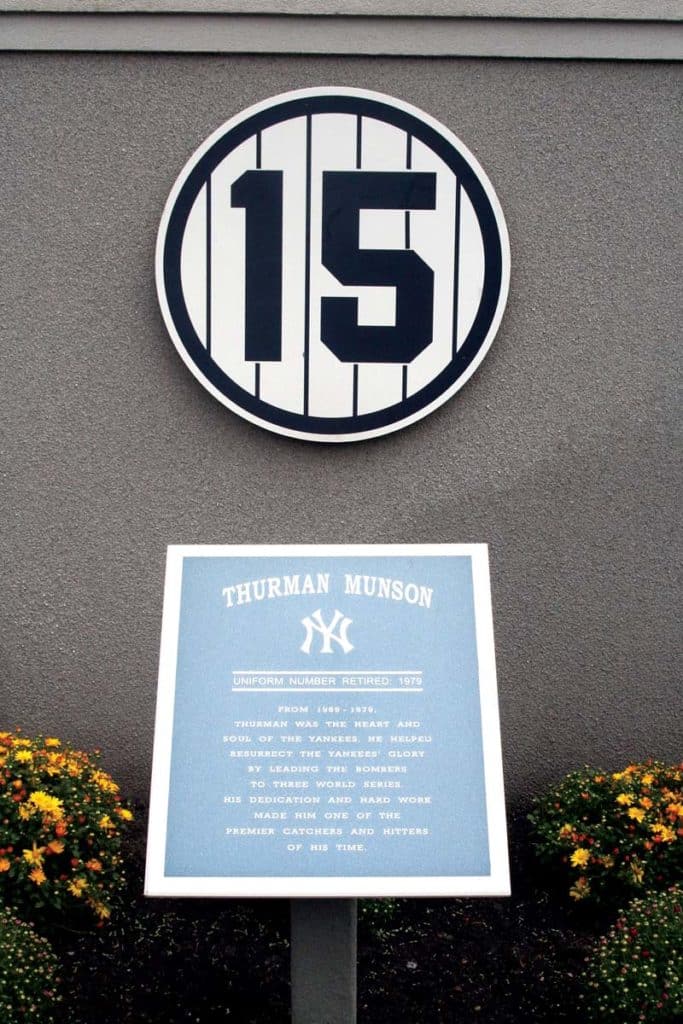 15
THURMAN MUNSON
NY
UNIFORM NUMBER RETIRED: 1979
FROM 1969 - 1979,
THURMAN WAS THE HEART AND
SOUL OF THE YANKEES. HE HELPED
RESURRECT THE YANKEES' GLORY
BY LEADING THE BOMBERS
TO THREE WORLD SERIES.
HIS DEDICATION AND HARD WORK
MADE HIM ONE OF THE
PREMIER CATCHERS AND HITTERS
OF HIS TIME.